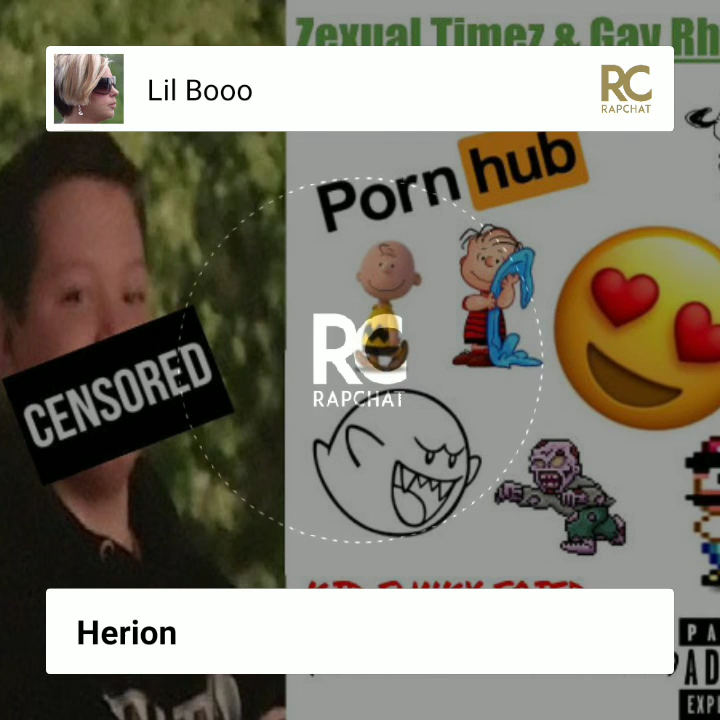 Zexual Timez & Gay Rh
Lil Booo
RC
RAPCHAT
Porn hub
RC
RAPCHAT
CENSORED
Herion
PA
AD
EXP